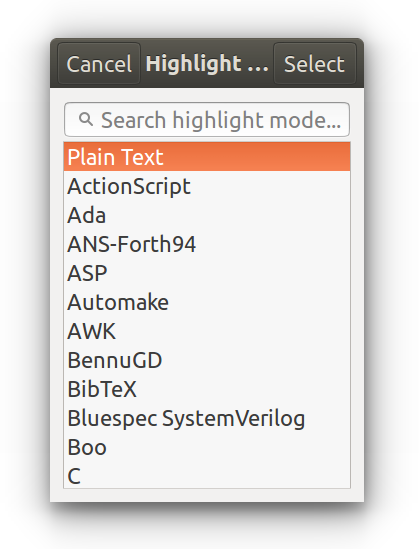 Cancel Highlight ... Select
Search highlight mode...
Plain Text
ActionScript
Ada
ANS-Forth94
ASP
Automake
AWK
BennuGD
BibTeX
Bluespec SystemVerilog
Boo
C